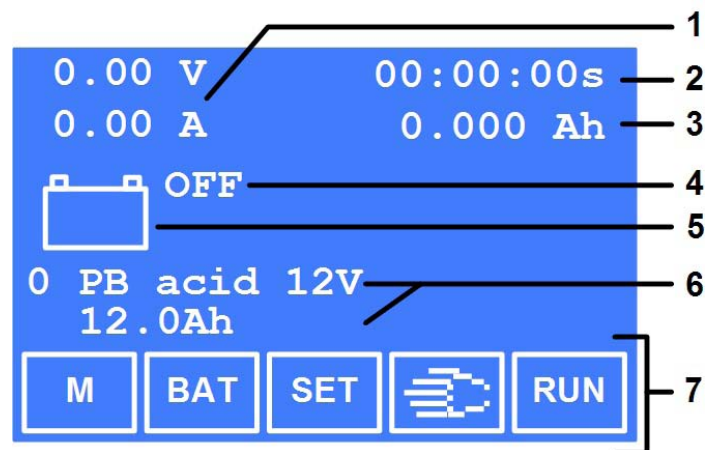 1
0.00 V 00:00:00s 2
0.00 A 0.000 Ah 3
OFF 4
5
0 PB acid 12V 6
12.0Ah
M BAT SET RUN 7